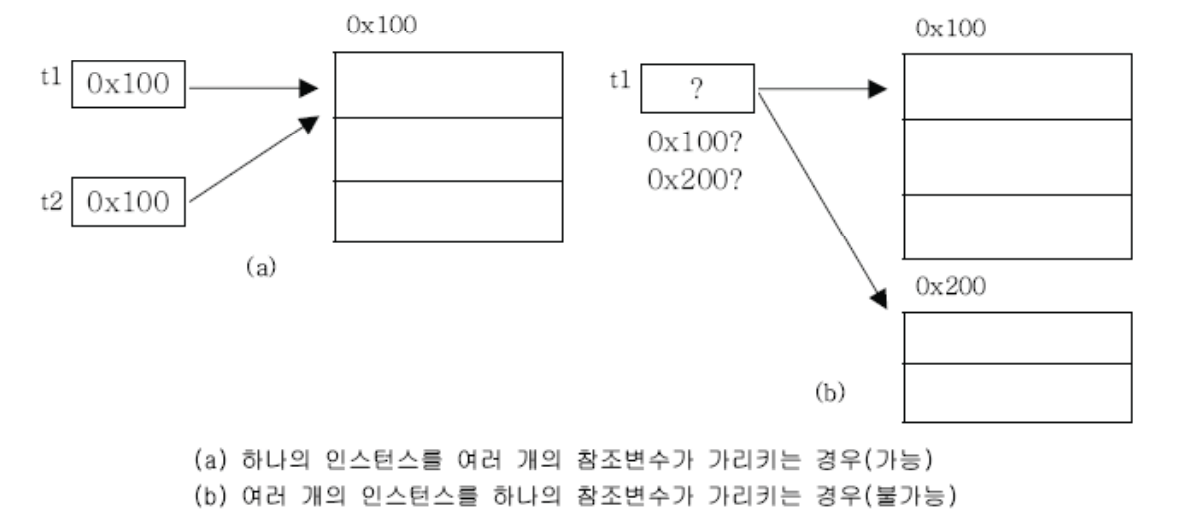 0x100
t1 0x100
t2 0x100
(a)
0x100
t1 ?
0x100?
0x200?
0x200
(b)
(a) 하나의 인스턴스를 여러 개의 참조변수가 가리키는 경우(가능)
(b) 여러 개의 인스턴스를 하나의 참조변수가 가리키는 경우(불가능)